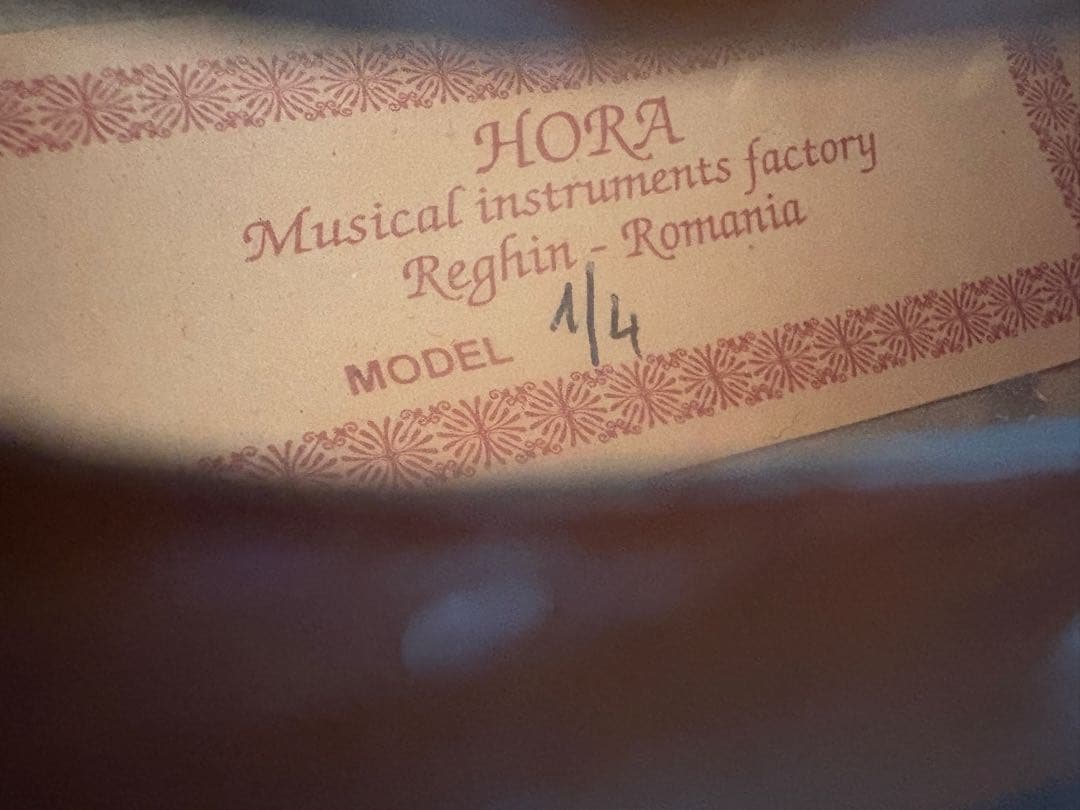 HORA
Musical instruments factory
Reghin - Romania
MODEL 1/4